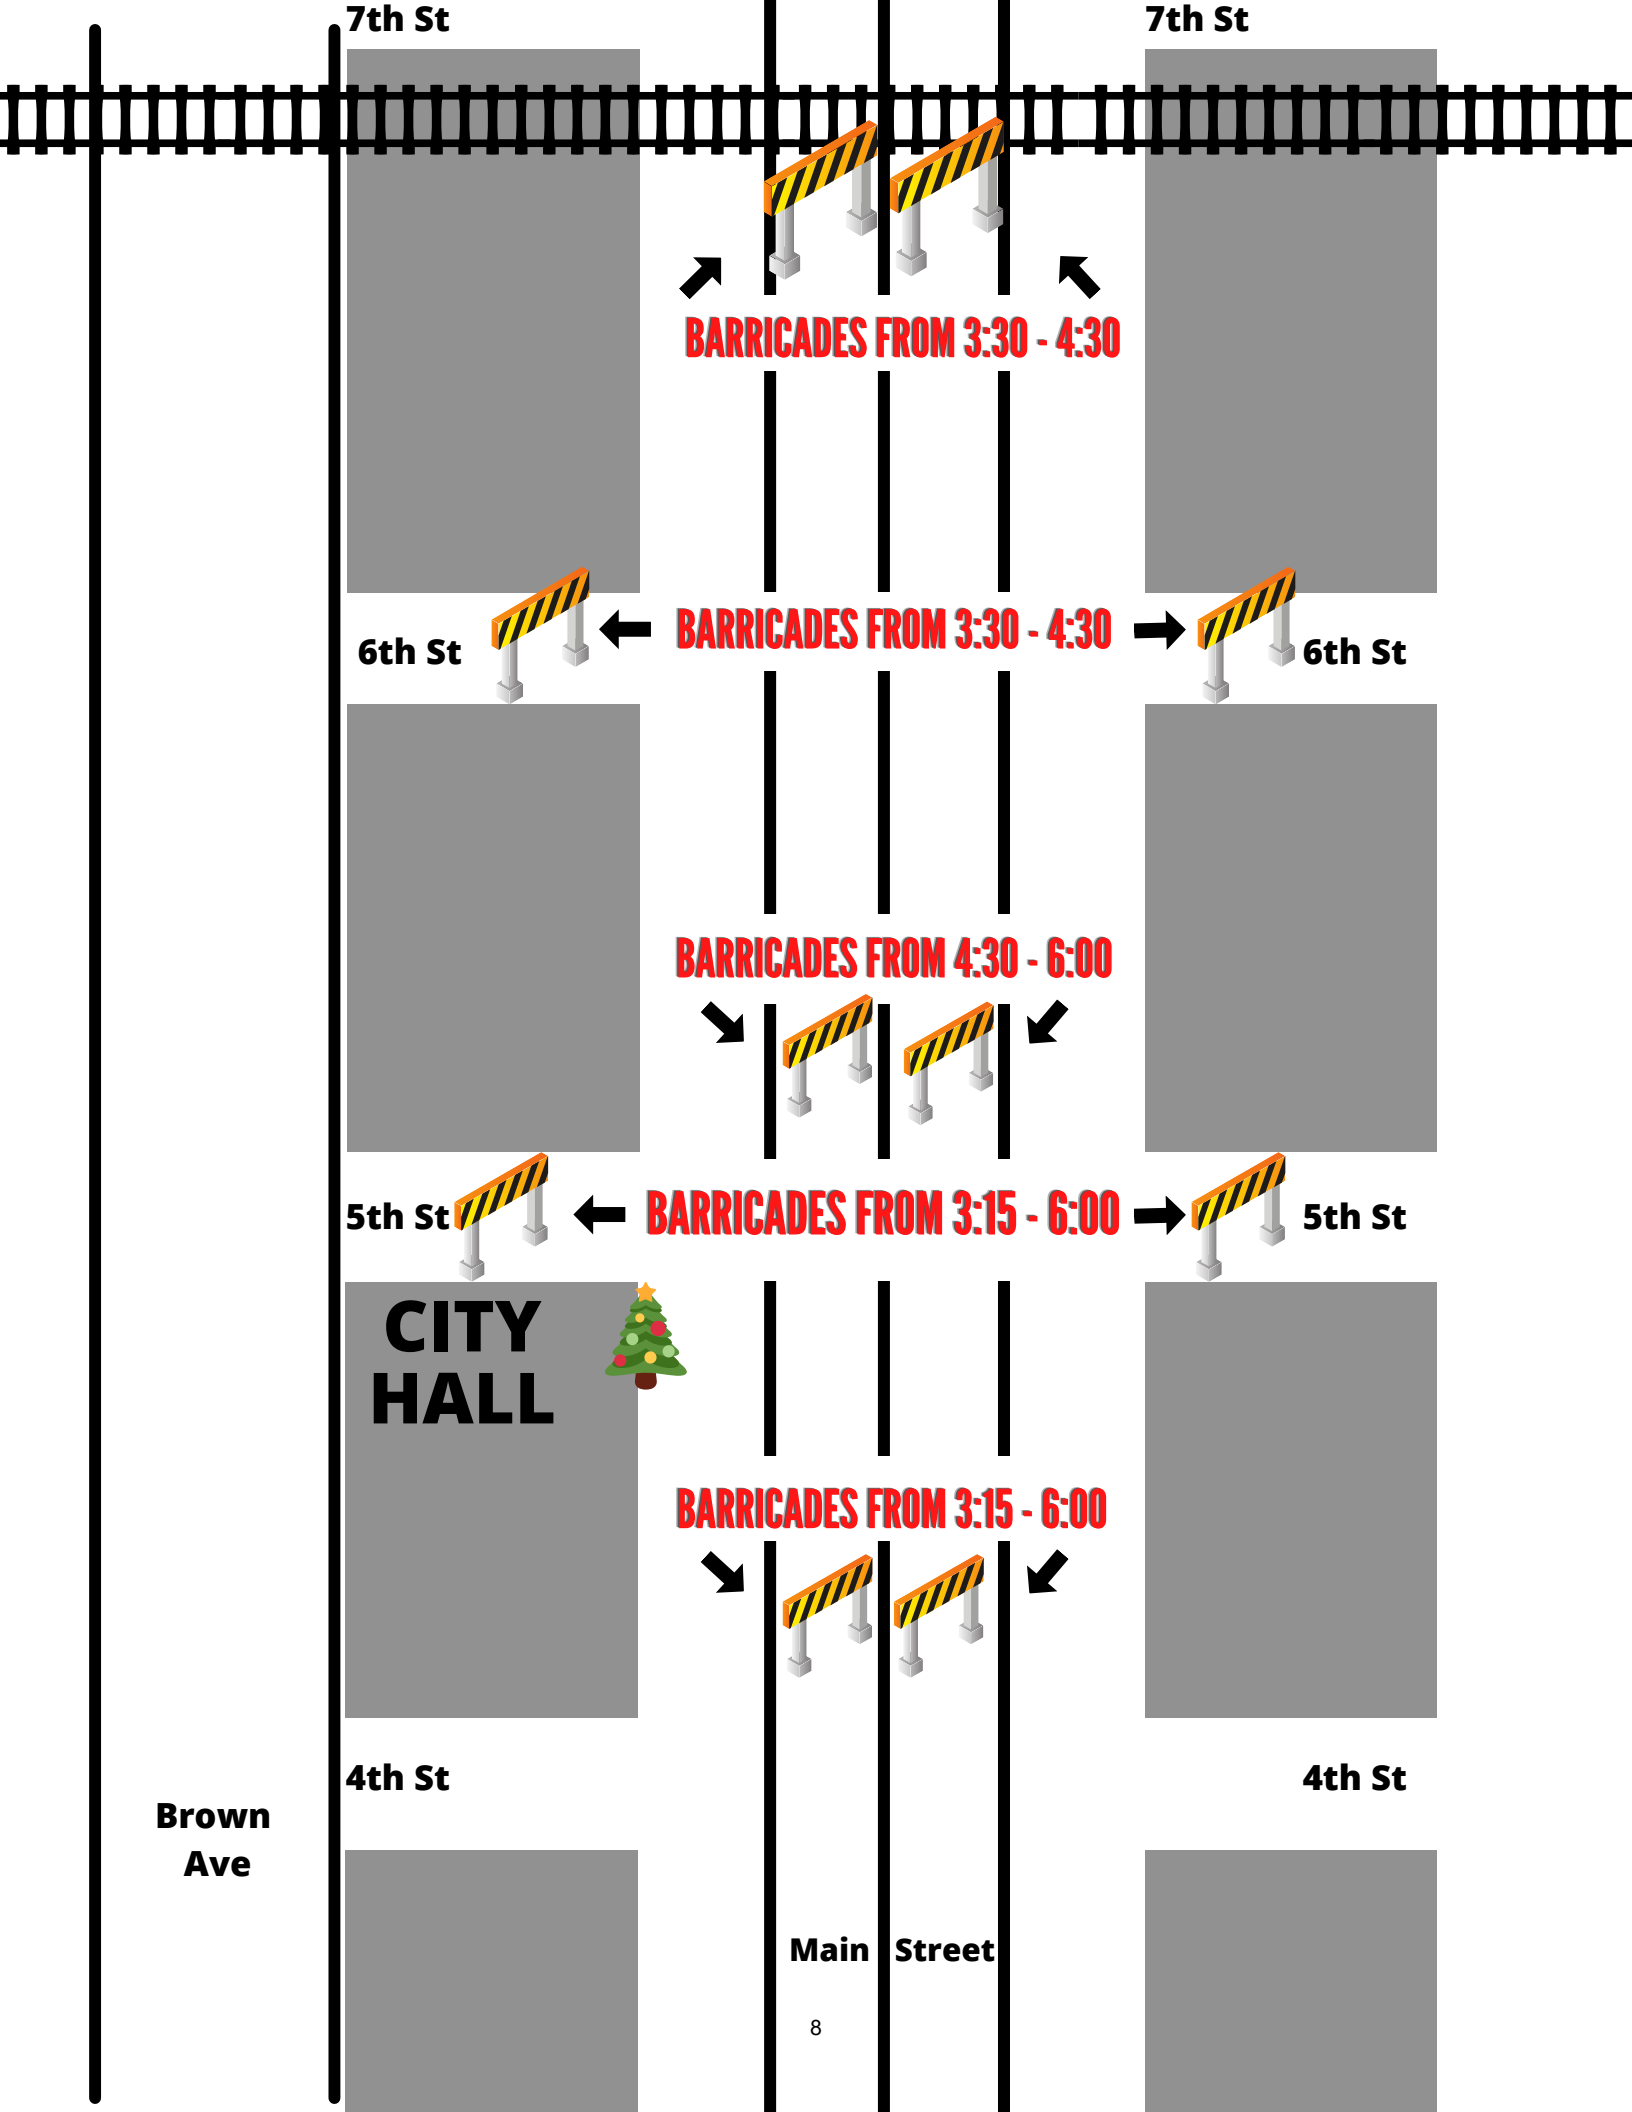 7th St
7th St
BARRICADES FROM 3:30 - 4:30
BARRICADES FROM 3:30 - 4:30
6th St
6th St
BARRICADES FROM 4:30 - 6:00
5th St
BARRICADES FROM 3:15 - 6:00
5th St
CITY
HALL
BARRICADES FROM 3:15 - 6:00
4th St
4th St
Brown
Ave
Main Street
8